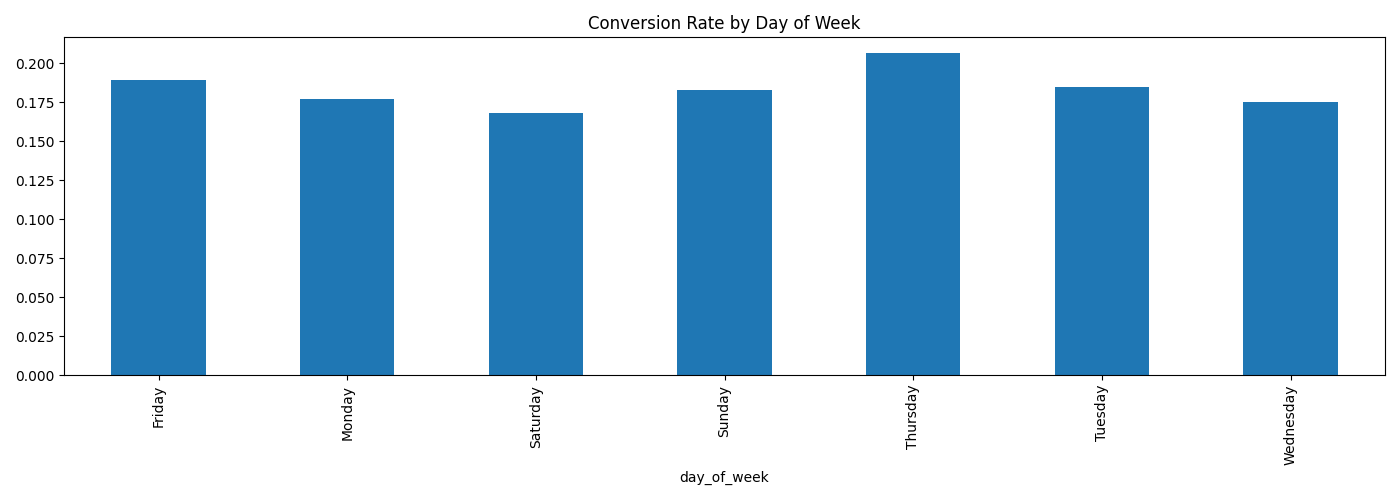 Conversion Rate by Day of Week
0.200
0.175
0.150
0.125
0.100
0.075
0.050
0.025
0.000
Friday
Monday
Saturday
Sunday
Thursday
Tuesday
Wednesday
day_of_week